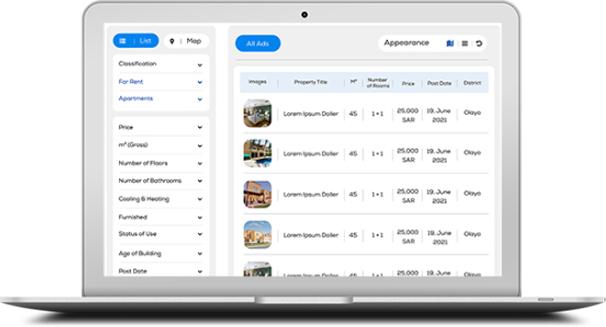 List
Map
Classification
For Rent
Apartments
Price
m² (Gross)
Number of Floors
Number of Bathrooms
Cooling & Heating
Furnished
Status of Use
Age of Building
Post Date
All Ads
Appearance
Images
Property Title
M²
Number of Rooms
Price
Post Date
District
Lorem Ipsum Doller
45
1 + 1
25,000 SAR
19, June 2021
Olaya
Lorem Ipsum Doller
45
1 + 1
25,000 SAR
19, June 2021
Olaya
Lorem Ipsum Doller
45
1 + 1
25,000 SAR
19, June 2021
Olaya
Lorem Ipsum Doller
45
1 + 1
25,000 SAR
19, June 2021
Olaya
Lorem Ipsum Doller
45
1 + 1
25,000
19, June
Olaya